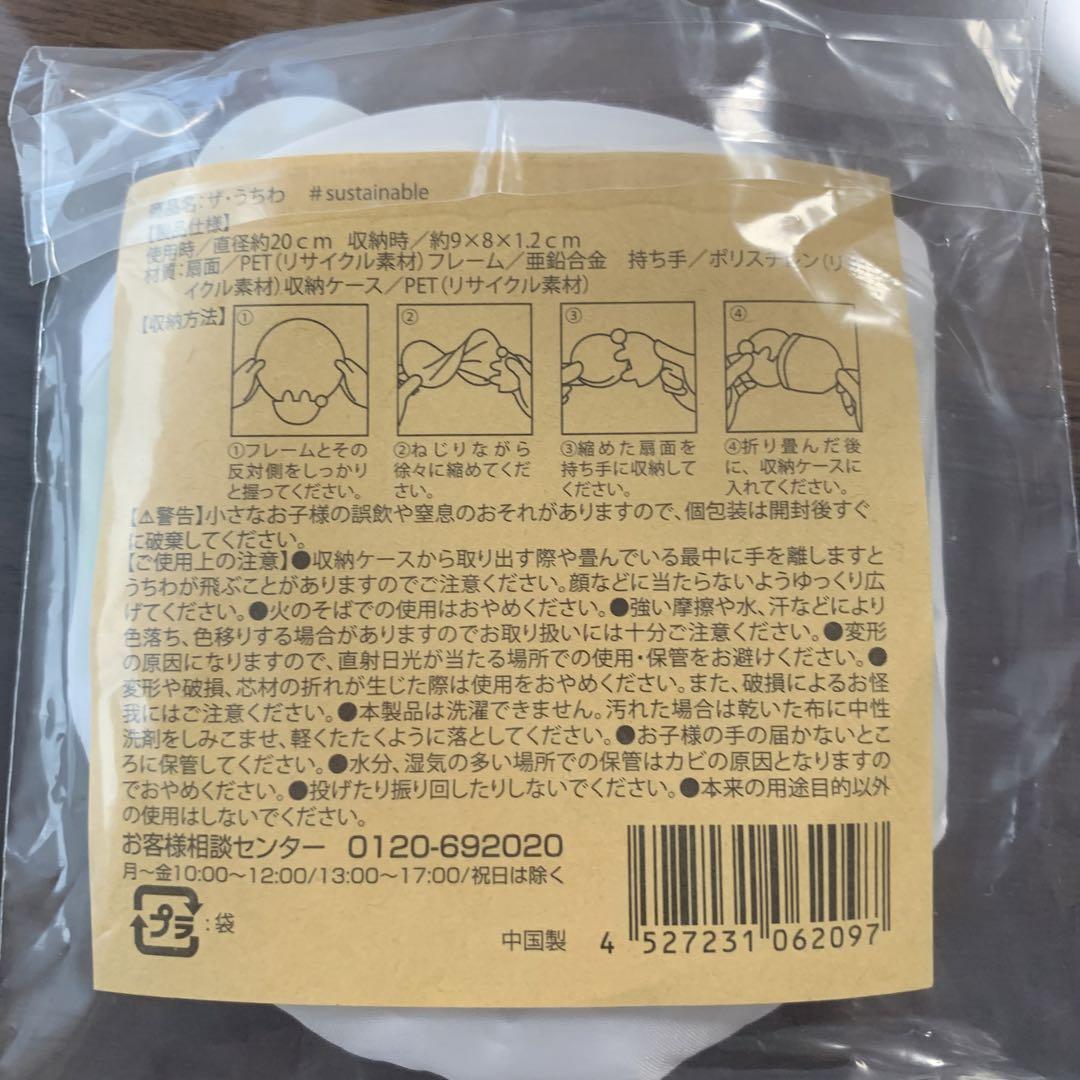 商品名：ザ・うちわ #sustainable
【製品仕様】
使用時／直径約20ｃｍ 収納時／約9×8×1.2ｃｍ
材質：扇面／PET(リサイクル素材)フレーム／亜鉛合金 持ち手／ポリスチレン(リサ
イクル素材)収納ケース／PET(リサイクル素材)
【収納方法】
① ② ③ ④
①フレームとその
反対側をしっかり
と握ってください。
②ねじりながら
徐々に縮めてくだ
さい。
③縮めた扇面を
持ち手に収納して
ください。
④折り畳んだ後
に、収納ケースに
入れてください。
【⚠警告】小さなお子様の誤飲や窒息のおそれがありますので、個包装は開封後すぐ
に破棄してください。
【ご使用上の注意】●収納ケースから取り出す際や畳んでいる最中に手を離しますと
うちわが飛ぶことがありますのでご注意ください。顔などに当たらないようゆっくり広
げてください。●火のそばでの使用はおやめください。●強い摩擦や水、汗などにより
色落ち、色移りする場合がありますのでお取り扱いには十分ご注意ください。●変形
の原因になりますので、直射日光が当たる場所での使用・保管をお避けください。●
変形や破損、芯材の折れが生じた際は使用をおやめください。また、破損によるお怪
我にはご注意ください。●本製品は洗濯できません。汚れた場合は乾いた布に中性
洗剤をしみこませ、軽くたたくように落としてください。●お子様の手の届かないとこ
ろに保管してください。●水分、湿気の多い場所での保管はカビの原因となりますの
でおやめください。●投げたり振り回したりしないでください。●本来の用途目的以外
の使用はしないでください。
お客様相談センター 0120-692020
月〜金10:00〜12:00/13:00〜17:00/祝日は除く
プラ：袋
中国製 4 527231 062097